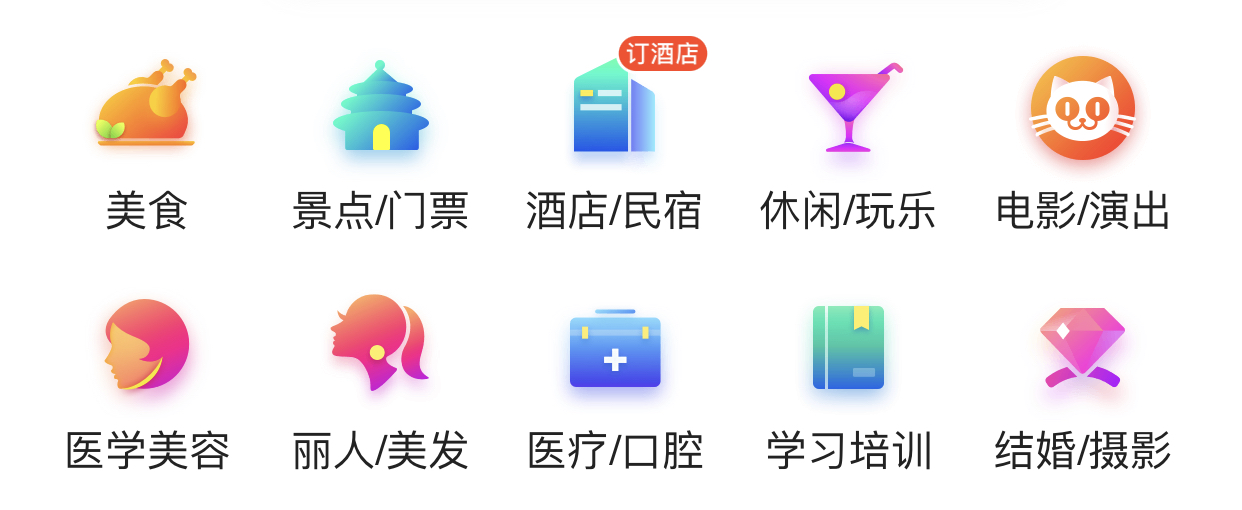 订酒店
美食
景点/门票
酒店/民宿
休闲/玩乐
电影/演出
医学美容
丽人/美发
医疗/口腔
学习培训
结婚/摄影